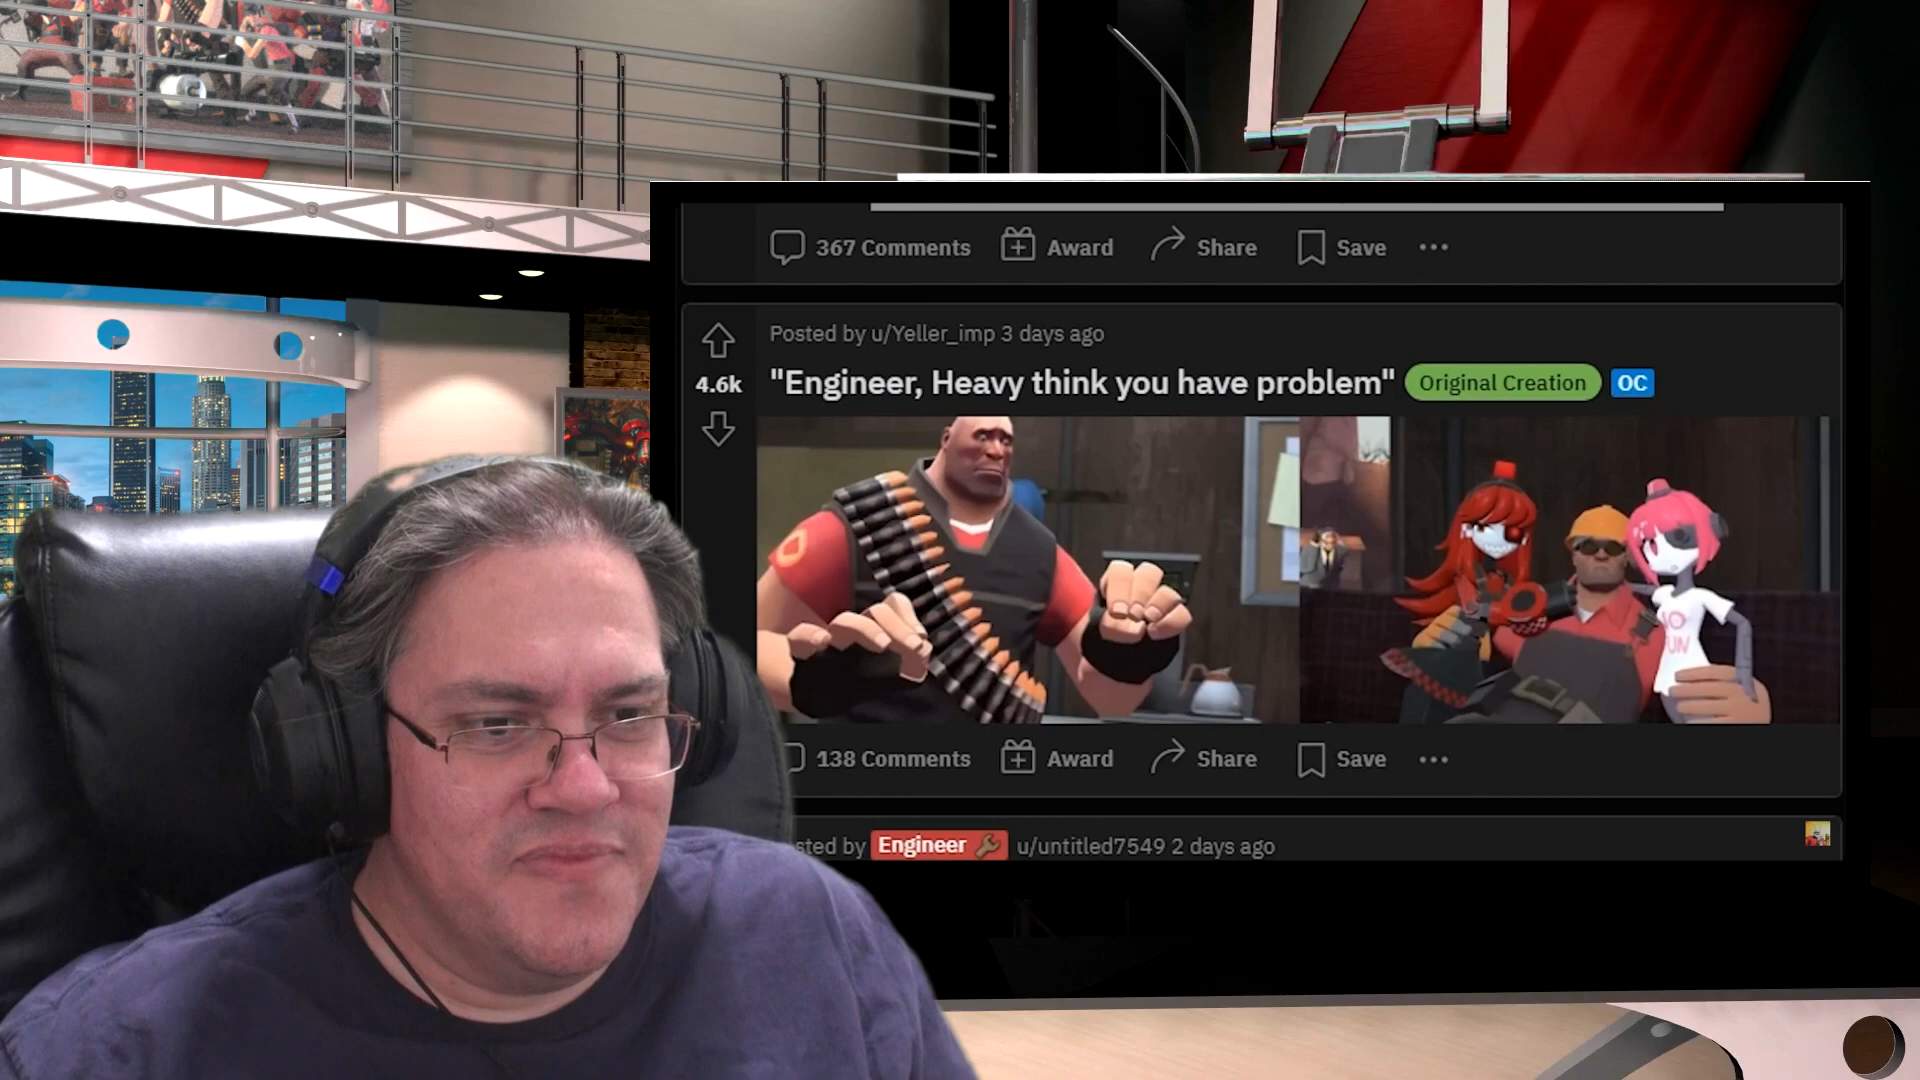 367 Comments Award Share Save
Posted by u/Yeller_imp 3 days ago
4.6k
"Engineer, Heavy think you have problem" Original Creation OC
138 Comments Award Share Save
sted by Engineer u/untitled7549 2 days ago